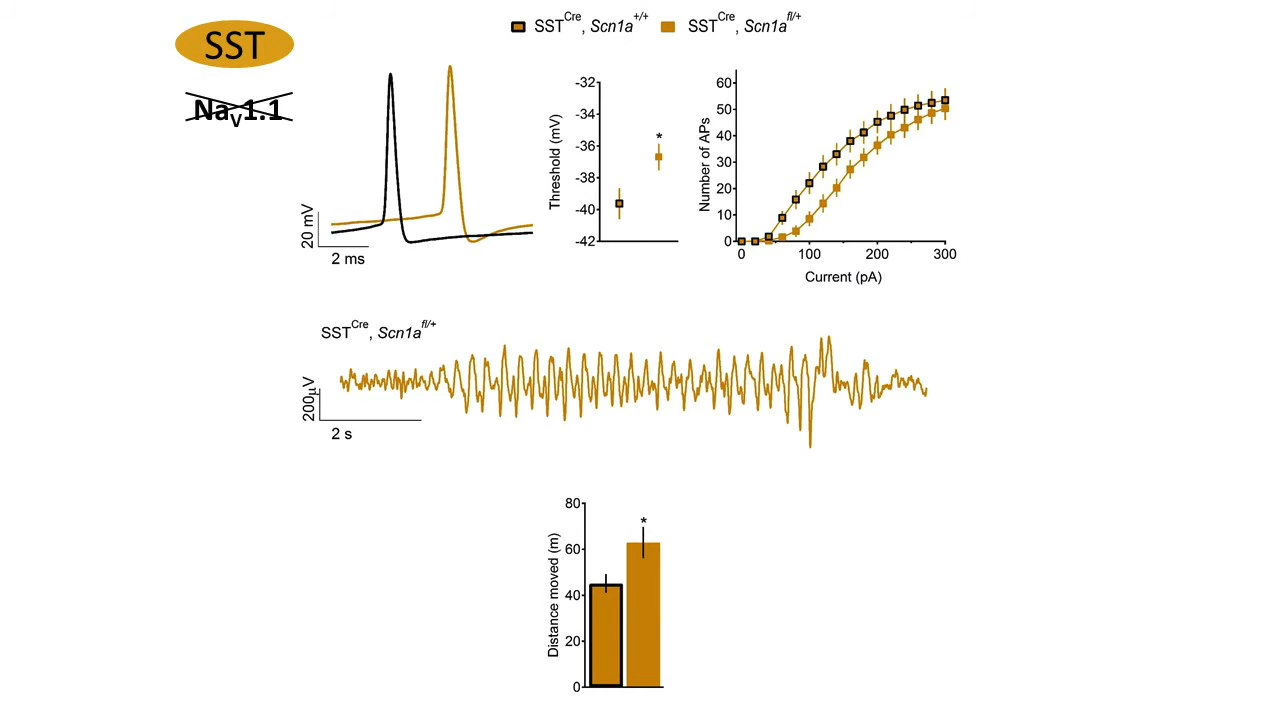 SST
NaV1.1
SSTCre, Scn1a+/+ SSTCre, Scn1afl/+
20 mV
2 ms
Threshold (mV)
-32
-34
-36
-38
-40
-42
*
Number of APs
60
50
40
30
20
10
0
0 100 200 300
Current (pA)
SSTCre, Scn1afl/+
200µV
2 s
Distance moved (m)
80
60
40
20
0
*